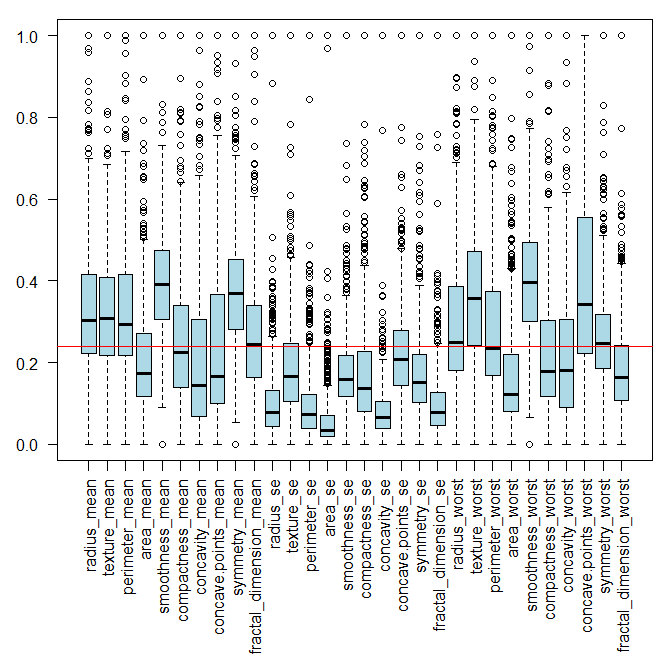 1.0
0.8
0.6
0.4
0.2
0.0
radius_mean
texture_mean
perimeter_mean
area_mean
smoothness_mean
compactness_mean
concavity_mean
concave.points_mean
symmetry_mean
fractal_dimension_mean
radius_se
texture_se
perimeter_se
area_se
smoothness_se
compactness_se
concavity_se
concave.points_se
symmetry_se
fractal_dimension_se
radius_worst
texture_worst
perimeter_worst
area_worst
smoothness_worst
compactness_worst
concavity_worst
concave.points_worst
symmetry_worst
fractal_dimension_worst